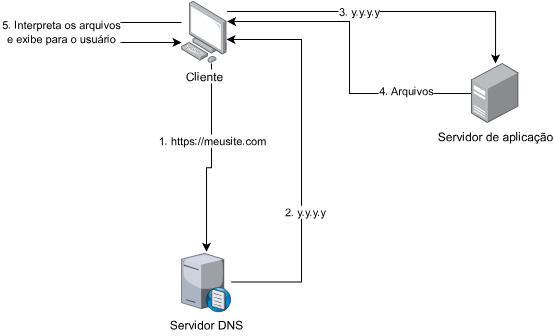 5. Interpreta os arquivos
e exibe para o usuário
3. y.y.y.y
Cliente
4. Arquivos
Servidor de aplicação
1. https://meusite.com
2. y.y.y.y
Servidor DNS